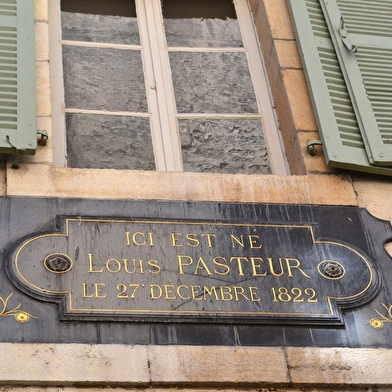 ICI EST NÉ
LOUIS PASTEUR
LE 27 DÉCEMBRE 1822